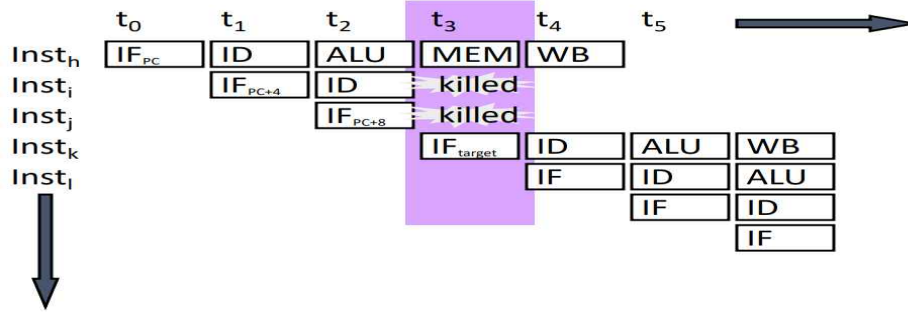 t0 t1 t2 t3 t4 t5
Insth IFPC ID ALU MEM WB
Insti IFPC+4 ID killed
Instj IFPC+8 killed
Instk IFtarget ID ALU WB
Instl IF ID ALU
IF ID
IF